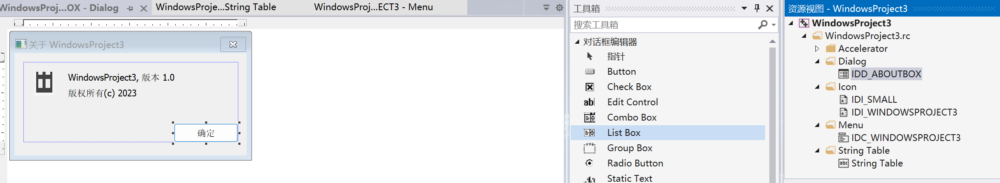 WindowsProj...OX - Dialog
WindowsProje...String Table
WindowsProj...ECT3 - Menu
关于 WindowsProject3
WindowsProject3, 版本 1.0
版权所有(c) 2023
确定
工具箱
搜索工具箱
对话框编辑器
指针
Button
Check Box
Edit Control
Combo Box
List Box
Group Box
Radio Button
Static Text
资源视图 - WindowsProject3
WindowsProject3
WindowsProject3.rc
Accelerator
Dialog
IDD_ABOUTBOX
Icon
IDI_SMALL
IDI_WINDOWSPROJECT3
Menu
IDC_WINDOWSPROJECT3
String Table
String Table